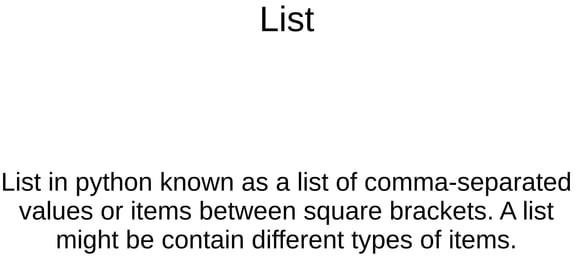 List
List in python known as a list of comma-separated
values or items between square brackets. A list
might be contain different types of items.